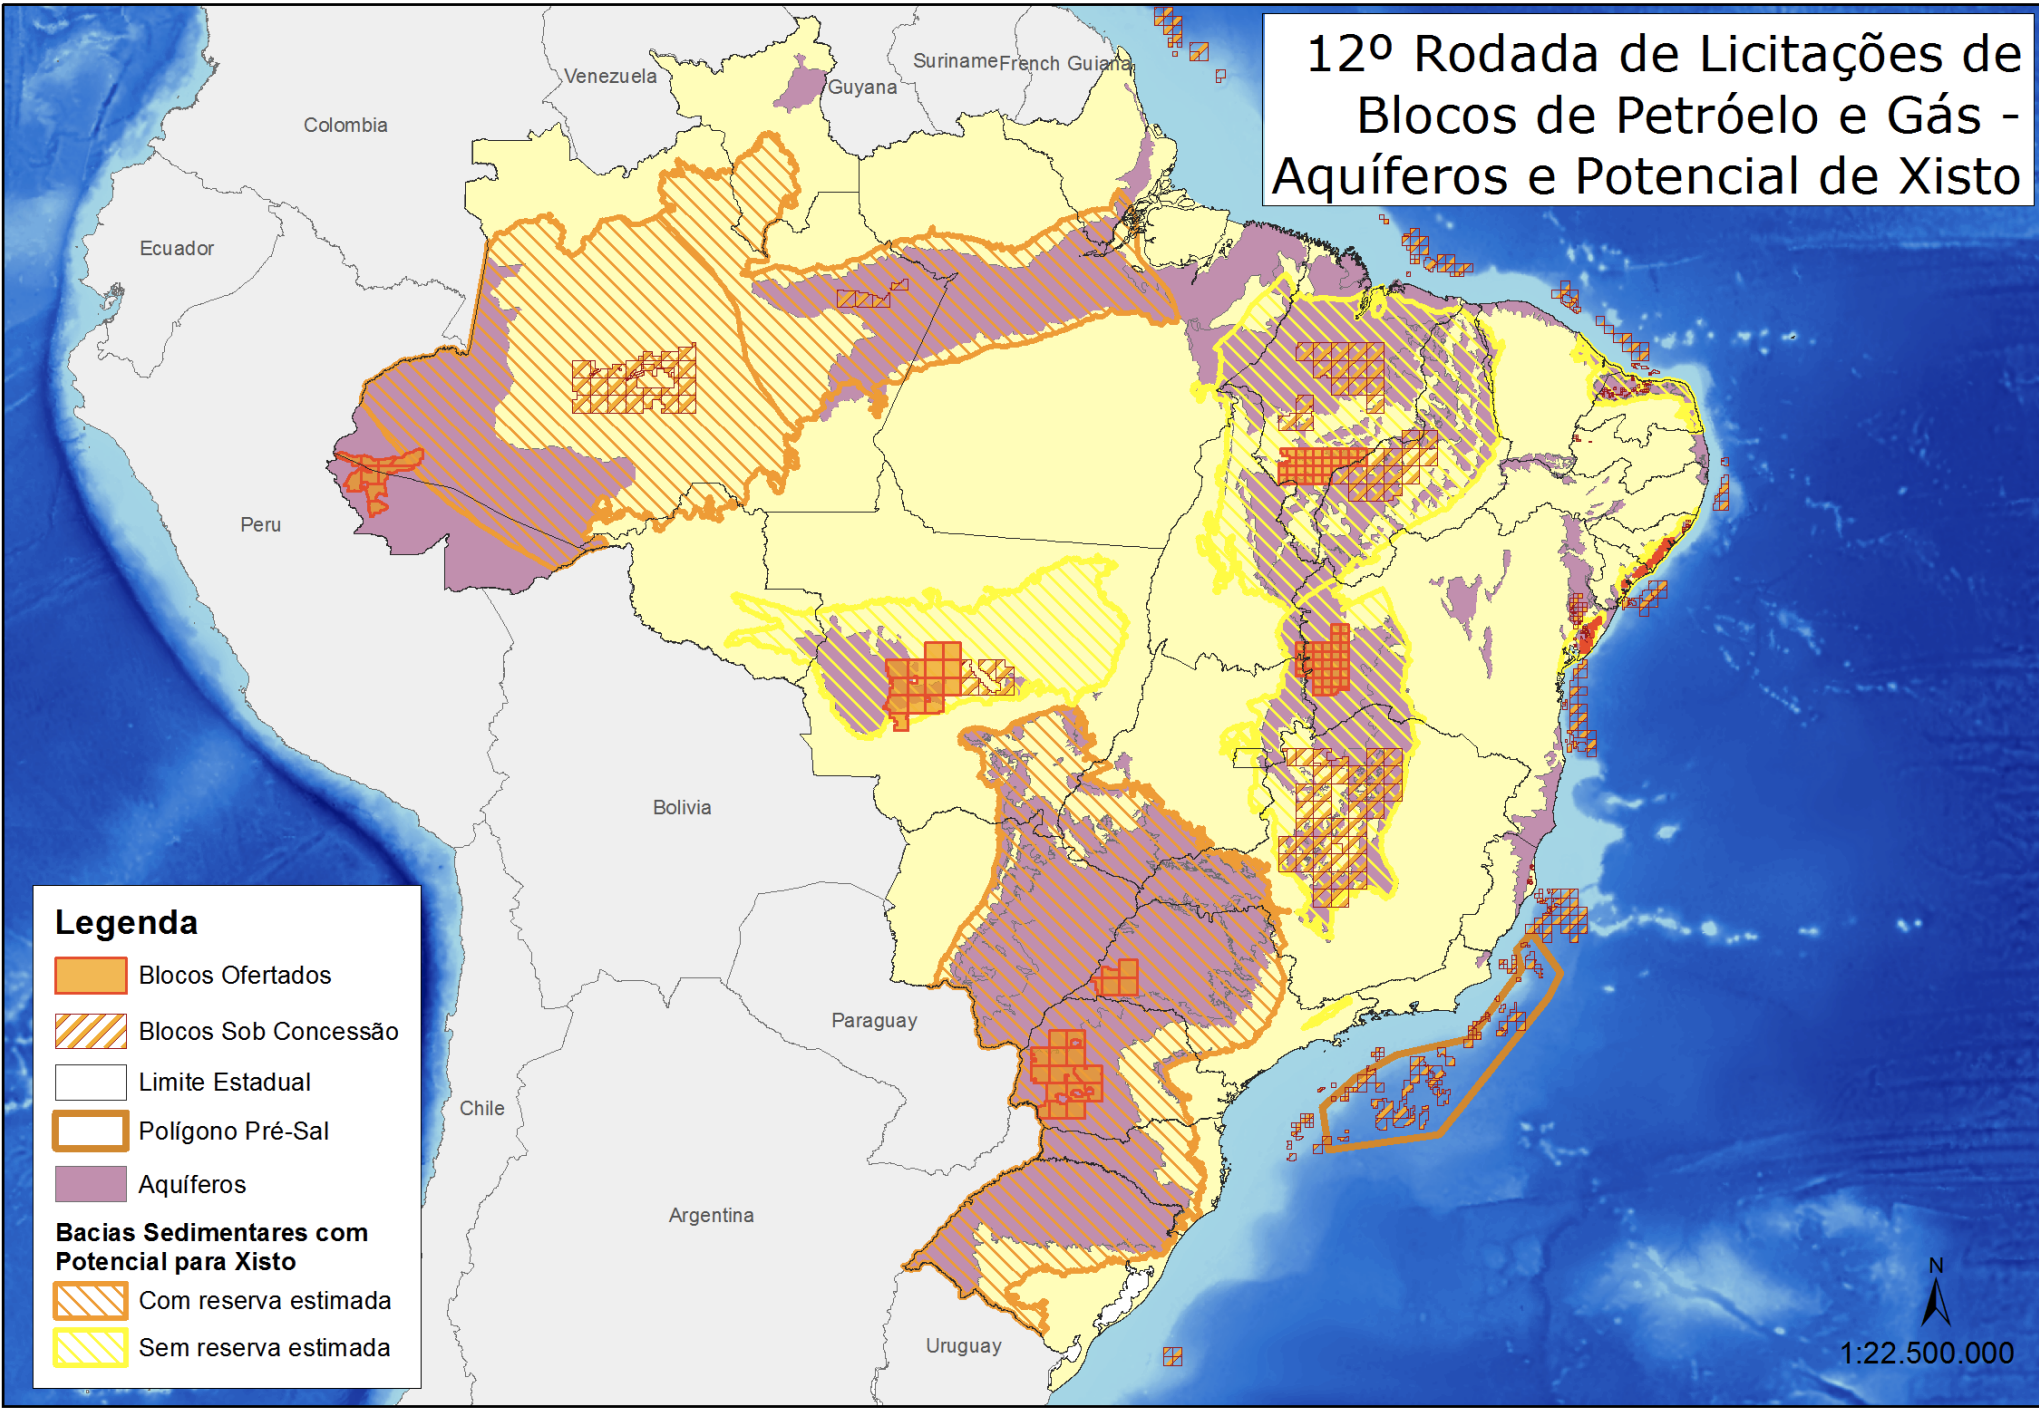 12º Rodada de Licitações de
Blocos de Petróelo e Gás -
Aquíferos e Potencial de Xisto
Venezuela
Guyana
Suriname
French Guiana
Colombia
Ecuador
Peru
Bolivia
Paraguay
Chile
Argentina
Uruguay
Legenda
Blocos Ofertados
Blocos Sob Concessão
Limite Estadual
Polígono Pré-Sal
Aquíferos
Bacias Sedimentares com
Potencial para Xisto
Com reserva estimada
Sem reserva estimada
N
1:22.500.000